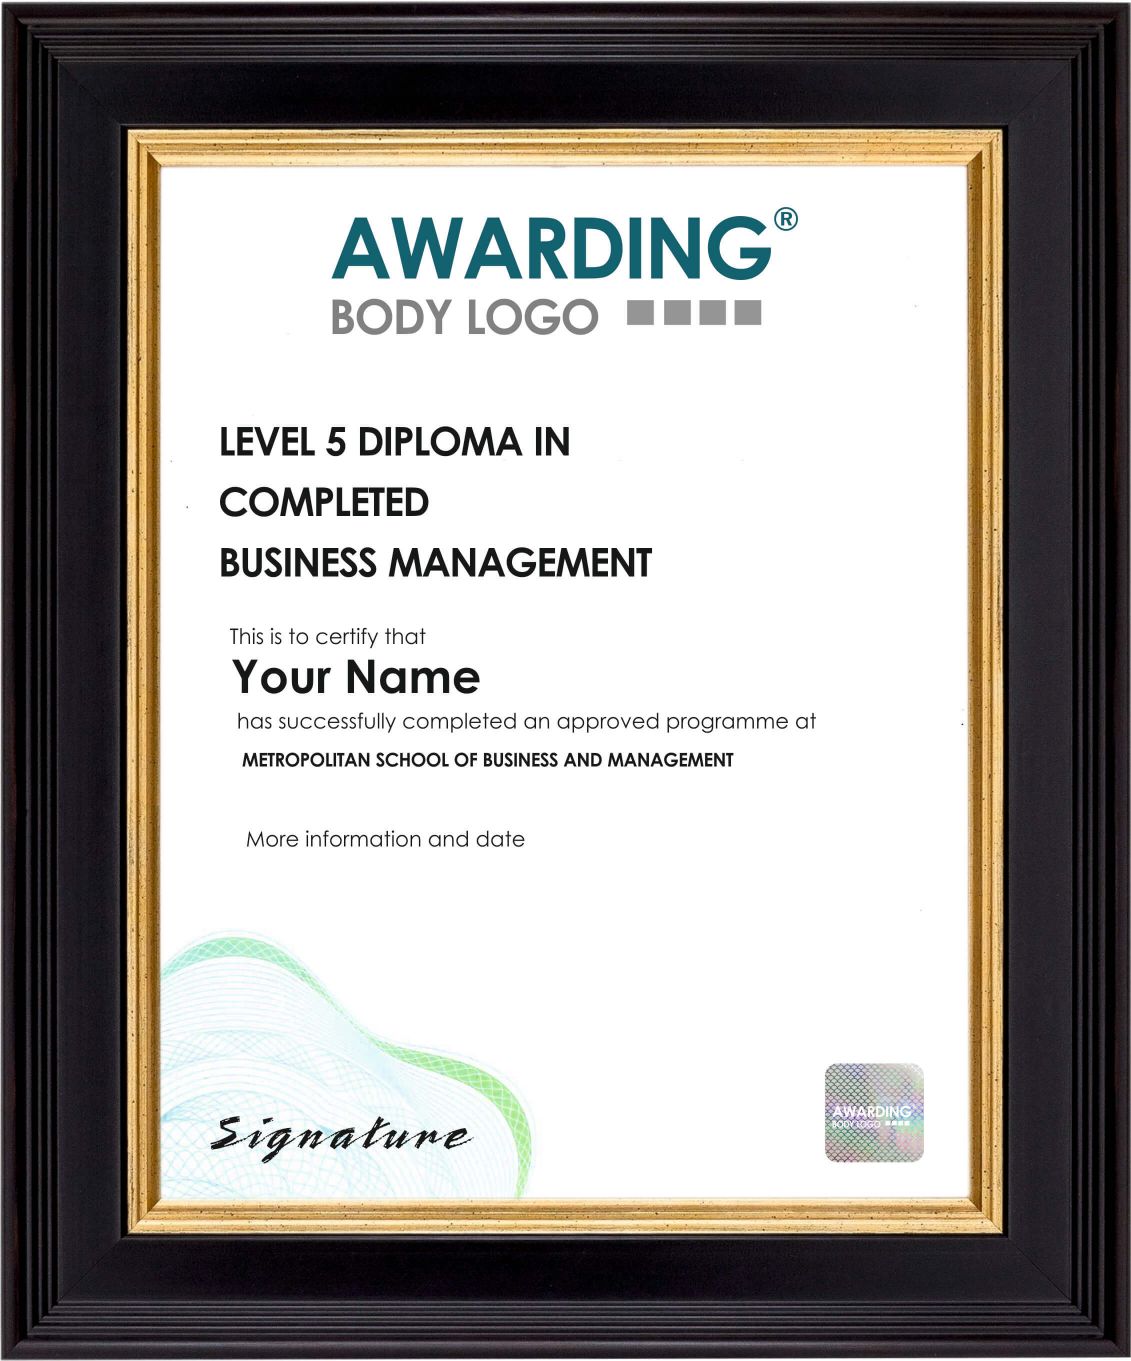 AWARDING®
BODY LOGO
LEVEL 5 DIPLOMA IN
COMPLETED
BUSINESS MANAGEMENT
This is to certify that
Your Name
has successfully completed an approved programme at
METROPOLITAN SCHOOL OF BUSINESS AND MANAGEMENT
More information and date
Signature
AWARDING
BODY LOGO